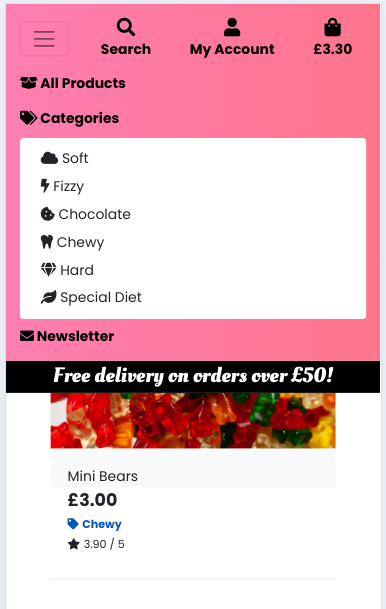 Search
My Account
£3.30
All Products
Categories
Soft
Fizzy
Chocolate
Chewy
Hard
Special Diet
Newsletter
Free delivery on orders over £50!
Mini Bears
£3.00
Chewy
3.90 / 5